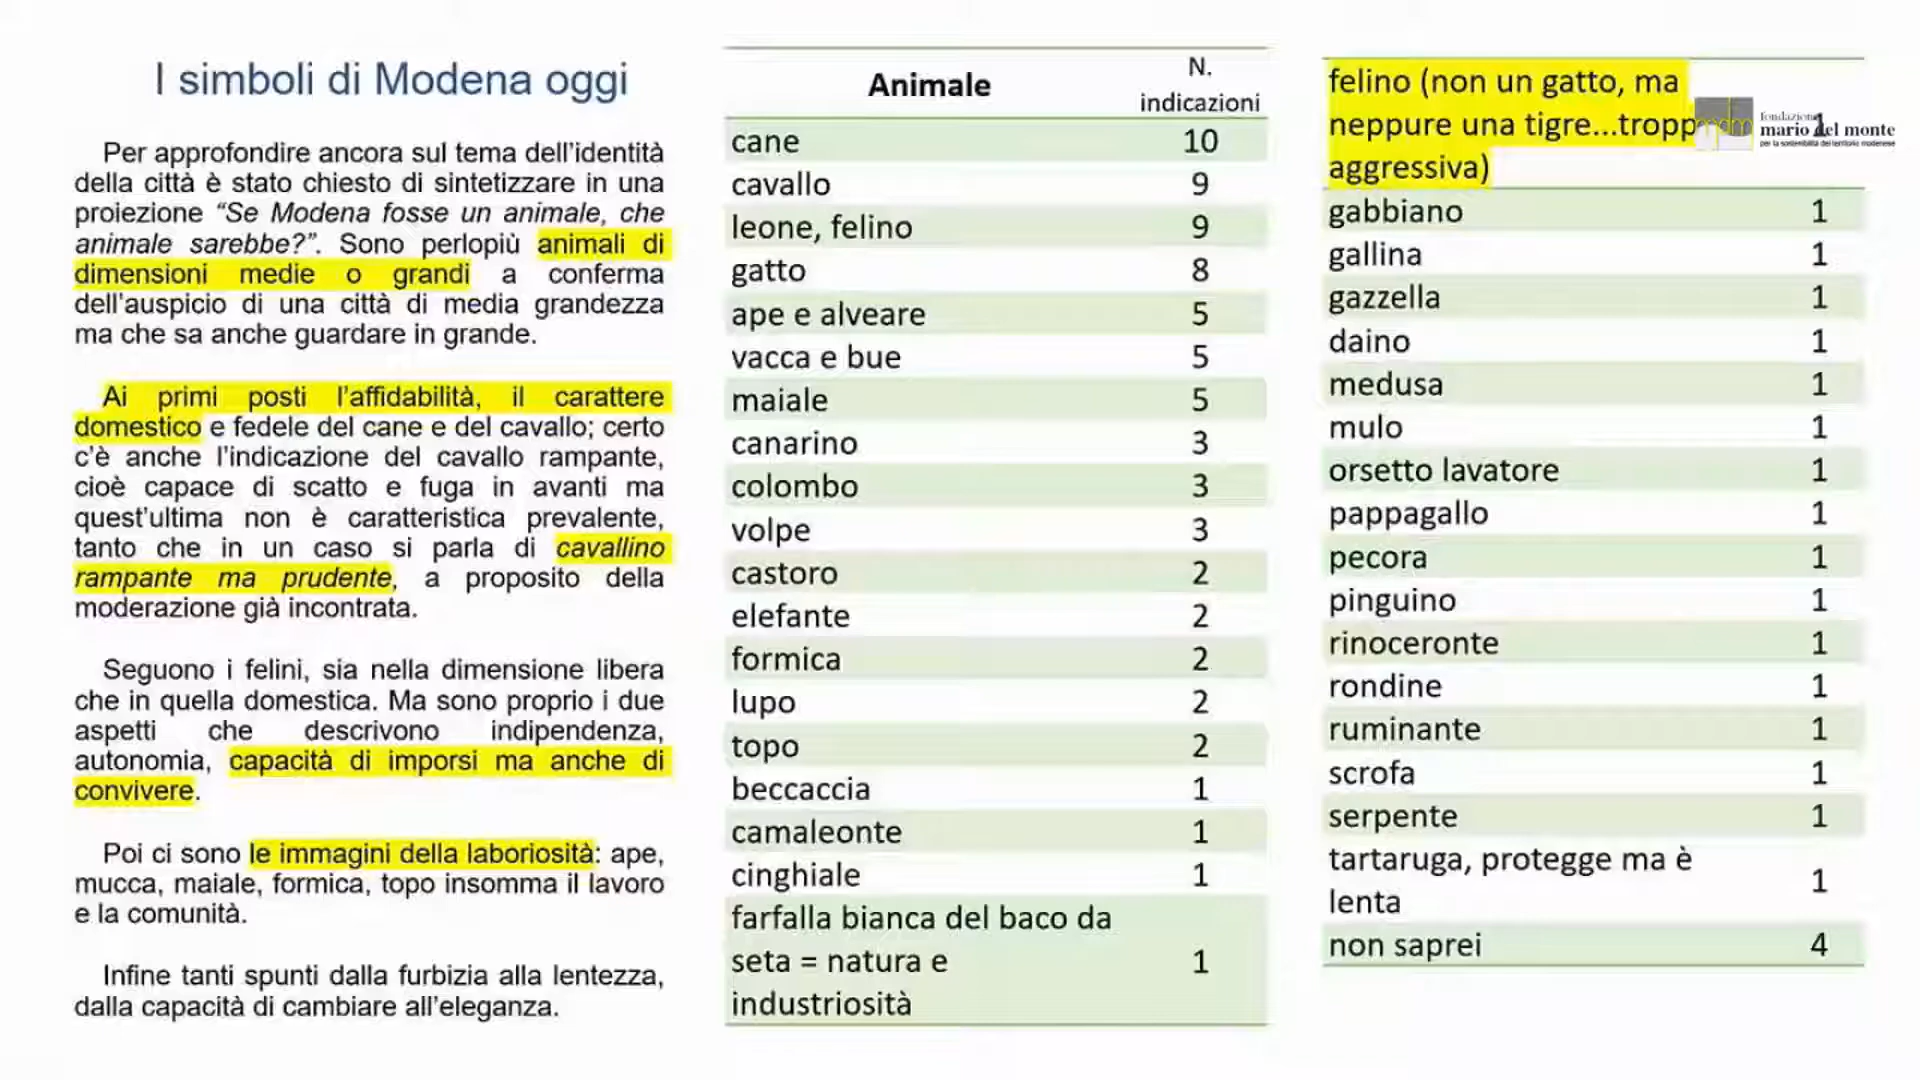 I simboli di Modena oggi
Per approfondire ancora sul tema dell'identità
della città è stato chiesto di sintetizzare in una
proiezione “Se Modena fosse un animale, che
animale sarebbe?”. Sono perlopiù animali di
dimensioni medie o grandi a conferma
dell'auspicio di una città di media grandezza
ma che sa anche guardare in grande.
Ai primi posti l'affidabilità, il carattere
domestico e fedele del cane e del cavallo; certo
c'è anche l'indicazione del cavallo rampante,
cioè capace di scatto e fuga in avanti ma
quest'ultima non è caratteristica prevalente,
tanto che in un caso si parla di cavallino
rampante ma prudente, a proposito della
moderazione già incontrata.
Seguono i felini, sia nella dimensione libera
che in quella domestica. Ma sono proprio i due
aspetti che descrivono indipendenza,
autonomia, capacità di imporsi ma anche di
convivere.
Poi ci sono le immagini della laboriosità: ape,
mucca, maiale, formica, topo insomma il lavoro
e la comunità.
Infine tanti spunti dalla furbizia alla lentezza,
dalla capacità di cambiare all'eleganza.
Animale N. indicazioni
cane 10
cavallo 9
leone, felino 9
gatto 8
ape e alveare 5
vacca e bue 5
maiale 5
canarino 3
colombo 3
volpe 3
castoro 2
elefante 2
formica 2
lupo 2
topo 2
beccaccia 1
camaleonte 1
cinghiale 1
farfalla bianca del baco da
seta = natura e 1
industriosità
felino (non un gatto, ma
neppure una tigre...tropp 1
aggressiva)
gabbiano 1
gallina 1
gazzella 1
daino 1
medusa 1
mulo 1
orsetto lavatore 1
pappagallo 1
pecora 1
pinguino 1
rinoceronte 1
rondine 1
ruminante 1
scrofa 1
serpente 1
tartaruga, protegge ma è
lenta 1
non saprei 4
mdm
fondazione
mario del monte
per la sostenibilità del territorio modenese